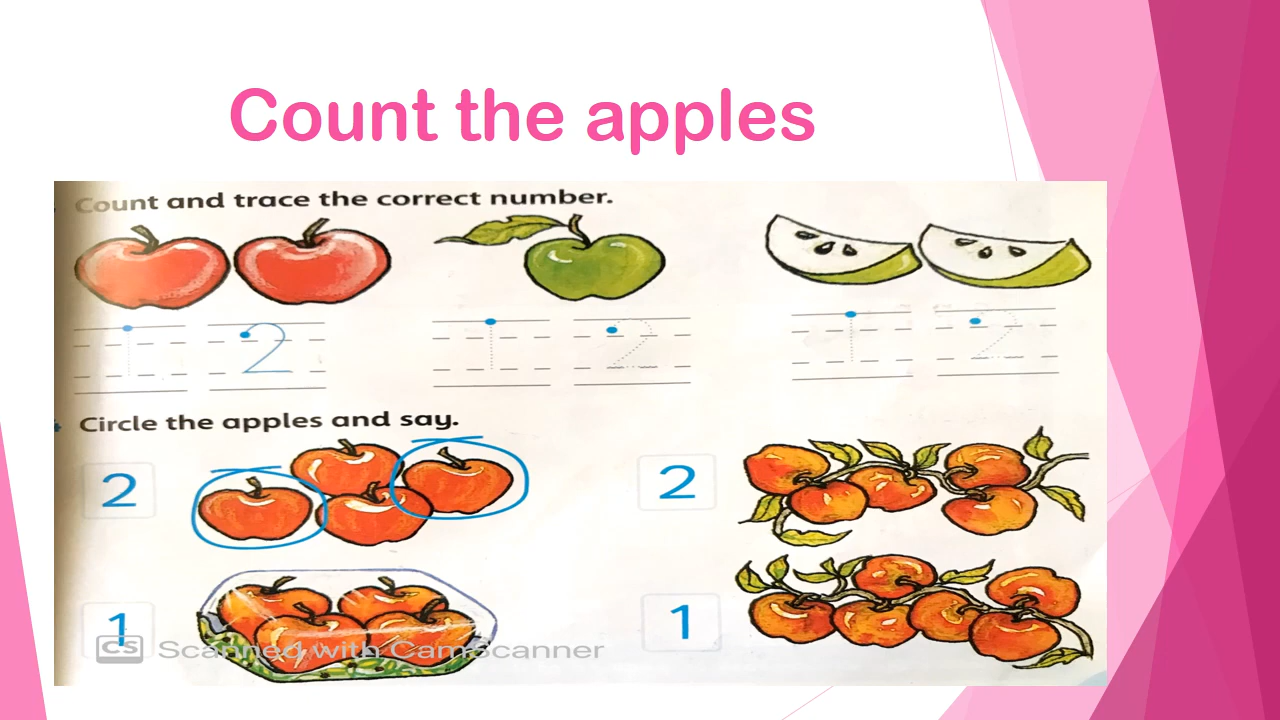 Count the apples
Count and trace the correct number.
1 2 1 2 1 2
Circle the apples and say.
2 2
1 1
CS Scanned with CamScanner